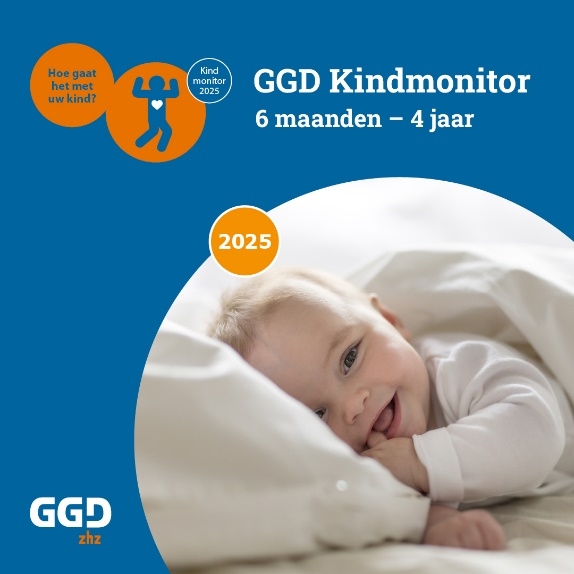 Hoe gaat
het met
uw kind?
Kind
monitor
2025
GGD Kindmonitor
6 maanden – 4 jaar
2025
GGD
zhz